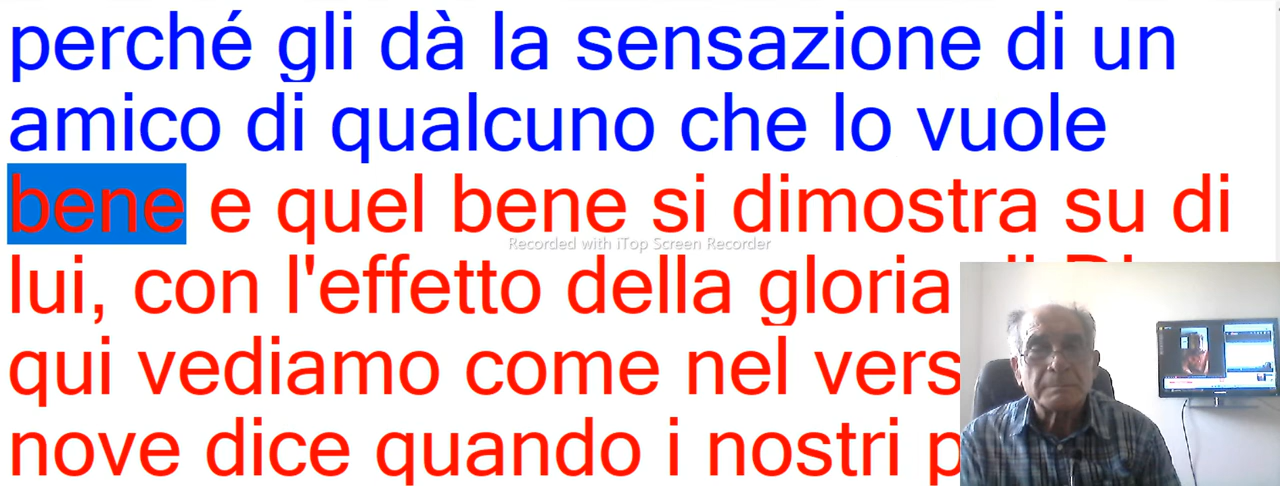 perché gli dà la sensazione di un
amico di qualcuno che lo vuole
bene e quel bene si dimostra su di
lui, con l'effetto della gloria
qui vediamo come nel
nove dice quando i nostri
Recorded with iTop Screen Recorder